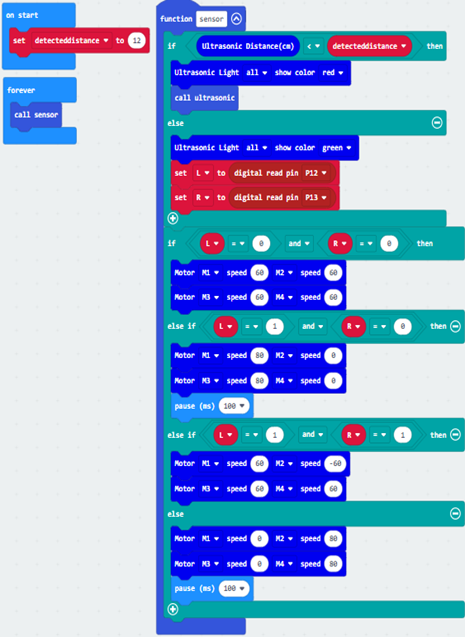 on start
set detecteddistance to 12
forever
call sensor
function sensor
if Ultrasonic Distance(cm) < detecteddistance then
Ultrasonic Light all show color red
call ultrasonic
else
Ultrasonic Light all show color green
set L to digital read pin P12
set R to digital read pin P13
if L = 0 and R = 0 then
Motor M1 speed 60 M2 speed 60
Motor M3 speed 60 M4 speed 60
else if L = 1 and R = 0 then
Motor M1 speed 80 M2 speed 0
Motor M3 speed 80 M4 speed 0
pause (ms) 100
else if L = 1 and R = 1 then
Motor M1 speed 60 M2 speed -60
Motor M3 speed 60 M4 speed 60
else
Motor M1 speed 0 M2 speed 80
Motor M3 speed 0 M4 speed 80
pause (ms) 100